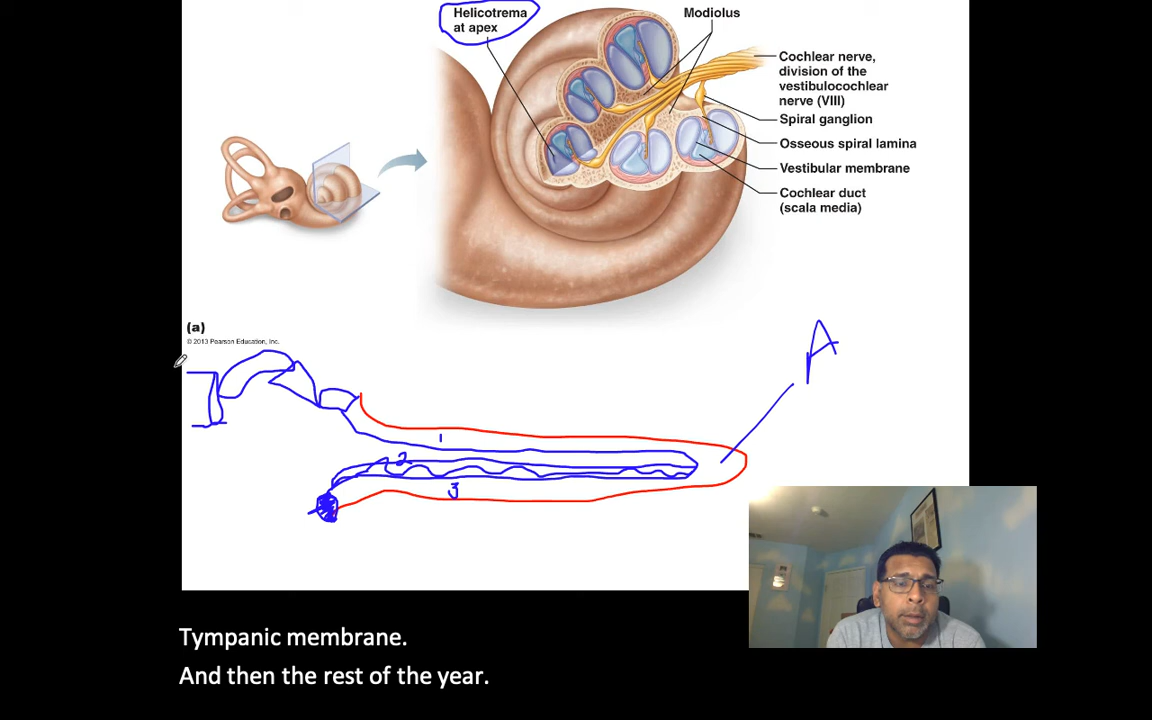 Helicotrema
at apex
Modiolus
Cochlear nerve,
division of the
vestibulocochlear
nerve (VIII)
Spiral ganglion
Osseous spiral lamina
Vestibular membrane
Cochlear duct
(scala media)
(a)
© 2013 Pearson Education, Inc.
A
1
2
3
Tympanic membrane.
And then the rest of the year.